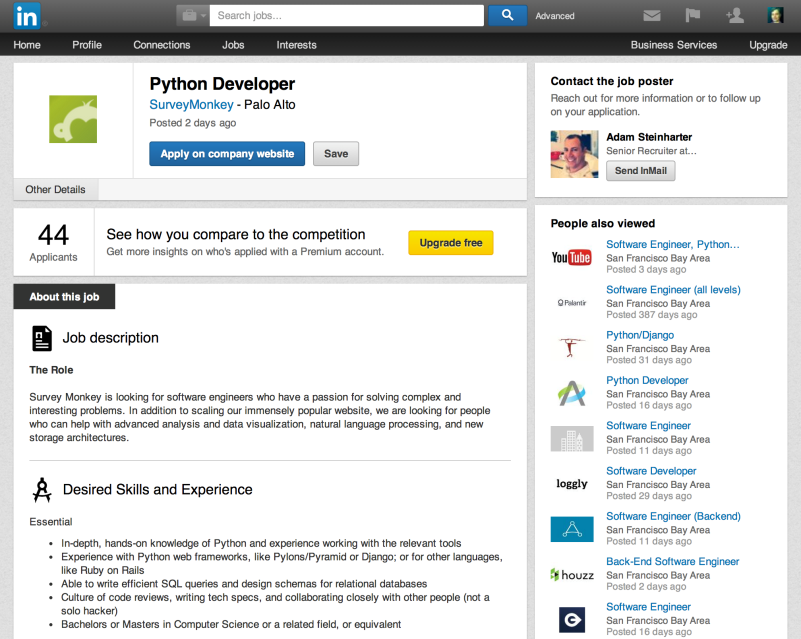 in
Search jobs...
Advanced
Home Profile Connections Jobs Interests Business Services Upgrade
Python Developer
SurveyMonkey - Palo Alto
Posted 2 days ago
Apply on company website Save
Other Details
44
Applicants
See how you compare to the competition
Get more insights on who's applied with a Premium account.
Upgrade free
About this job
Job description
The Role
Survey Monkey is looking for software engineers who have a passion for solving complex and
interesting problems. In addition to scaling our immensely popular website, we are looking for people
who can help with advanced analysis and data visualization, natural language processing, and new
storage architectures.
Desired Skills and Experience
Essential
• In-depth, hands-on knowledge of Python and experience working with the relevant tools
• Experience with Python web frameworks, like Pylons/Pyramid or Django; or for other languages,
like Ruby on Rails
• Able to write efficient SQL queries and design schemas for relational databases
• Culture of code reviews, writing tech specs, and collaborating closely with other people (not a
solo hacker)
• Bachelors or Masters in Computer Science or a related field, or equivalent
Contact the job poster
Reach out for more information or to follow up
on your application.
Adam Steinharter
Senior Recruiter at...
Send InMail
People also viewed
YouTube
Software Engineer, Python...
San Francisco Bay Area
Posted 3 days ago
Palantir
Software Engineer (all levels)
San Francisco Bay Area
Posted 387 days ago
Python/Django
San Francisco Bay Area
Posted 31 days ago
Python Developer
San Francisco Bay Area
Posted 16 days ago
Software Engineer
San Francisco Bay Area
Posted 11 days ago
loggly
Software Developer
San Francisco Bay Area
Posted 29 days ago
Software Engineer (Backend)
San Francisco Bay Area
Posted 11 days ago
houzz
Back-End Software Engineer
San Francisco Bay Area
Posted 2 days ago
Software Engineer
San Francisco Bay Area
Posted 16 days ago